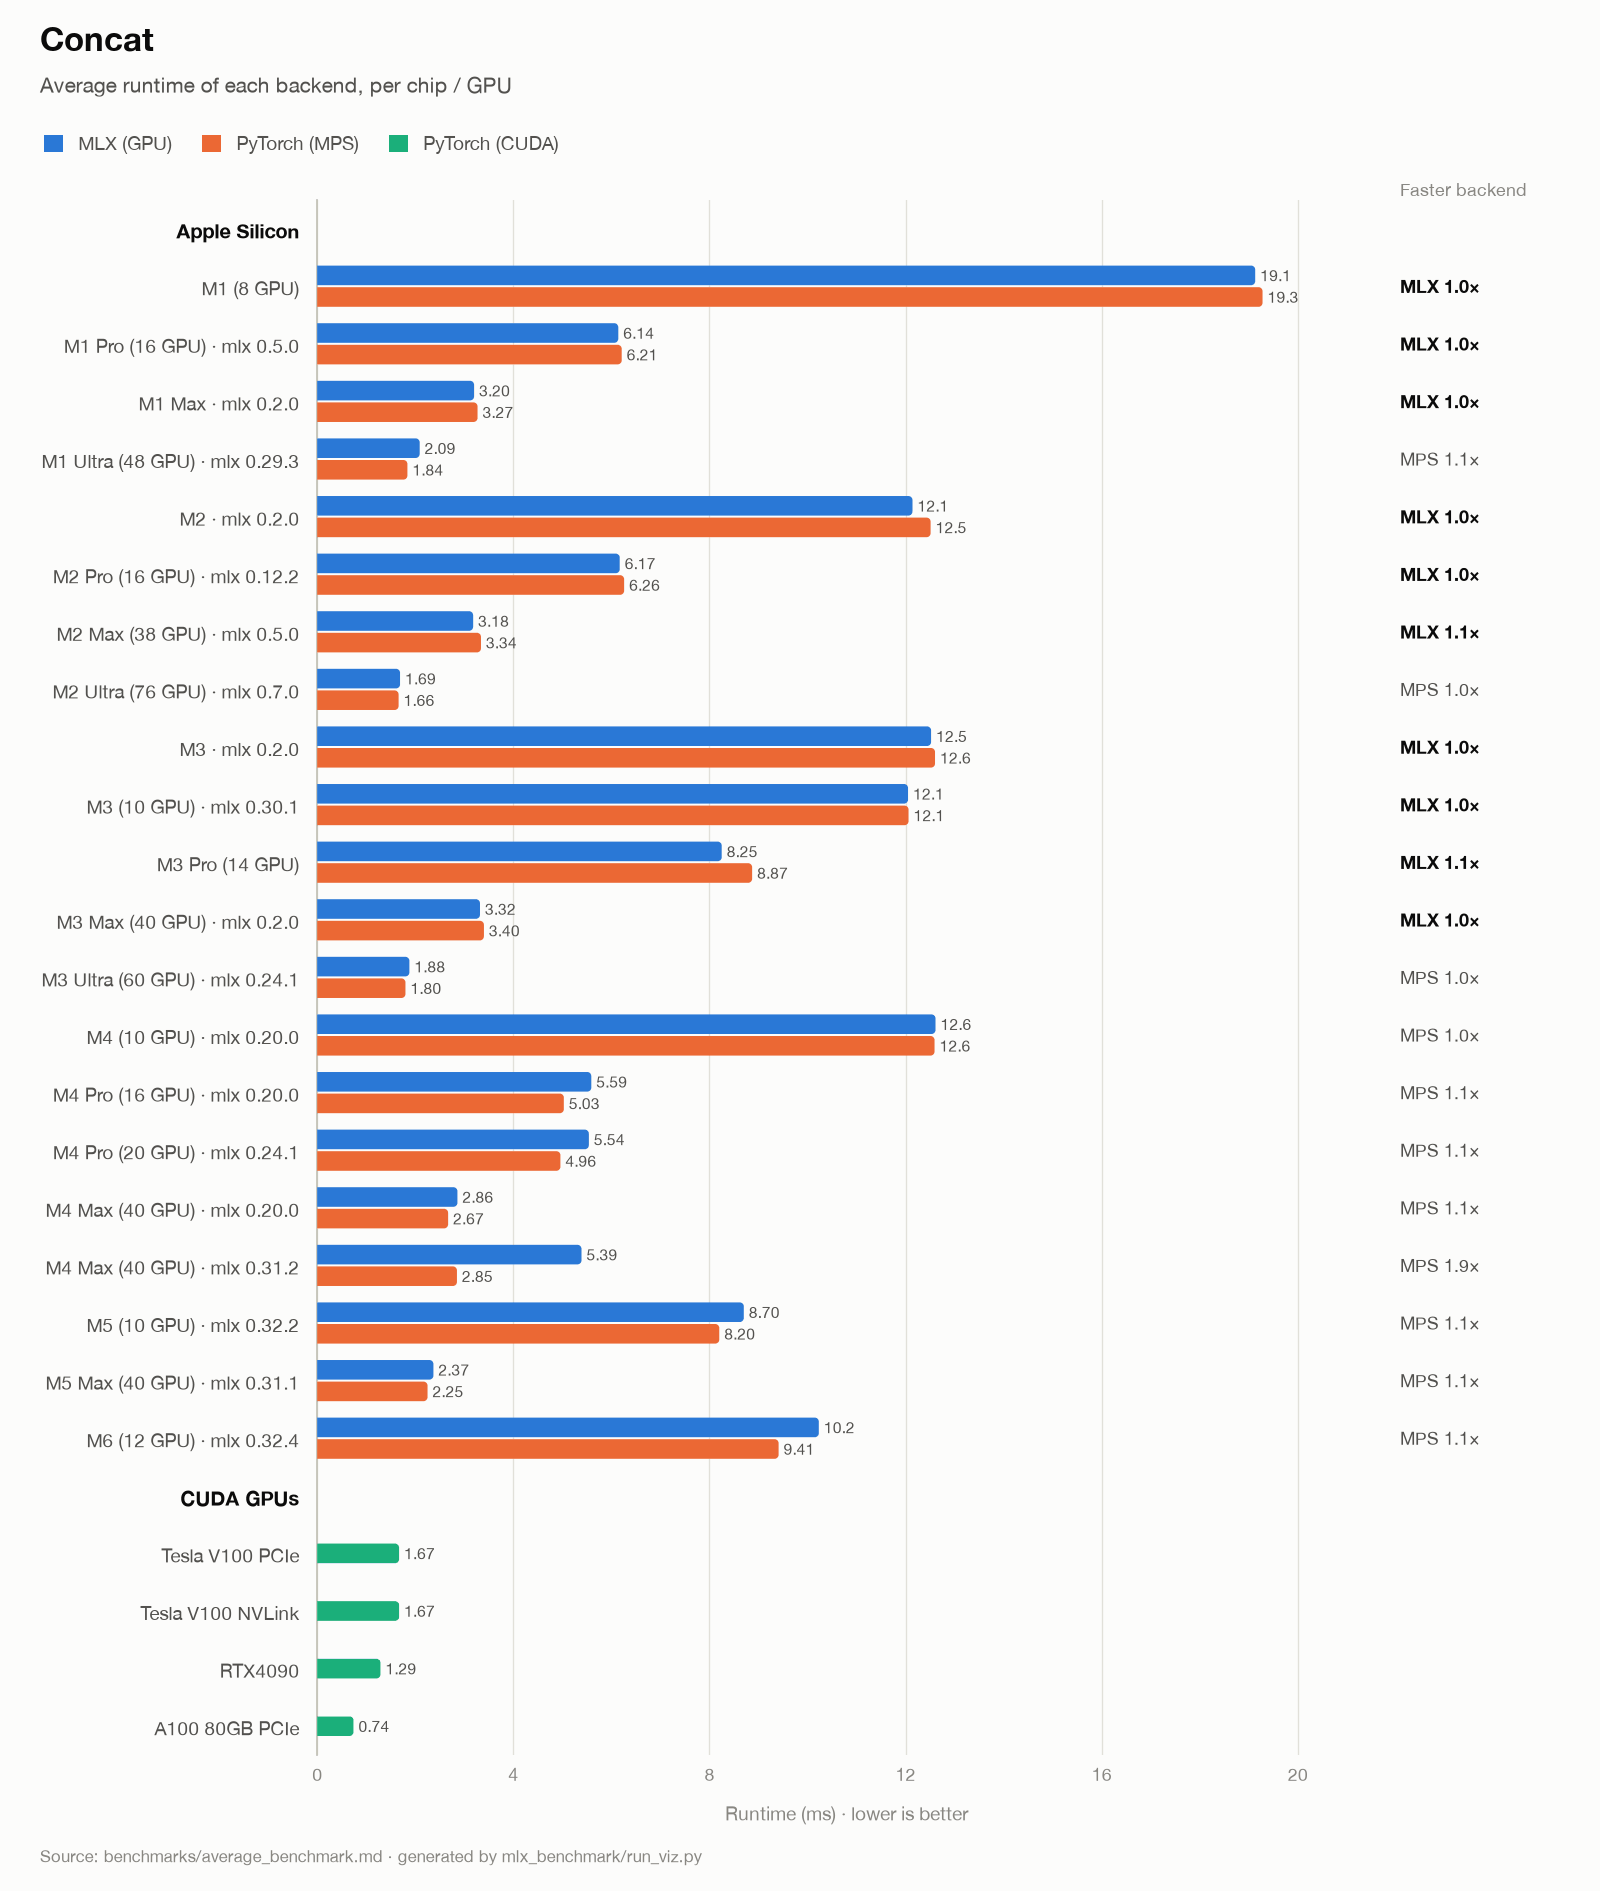 Concat
Average runtime of each backend, per chip / GPU
MLX (GPU) PyTorch (MPS) PyTorch (CUDA)
Faster backend
Apple Silicon
M1 (8 GPU) 19.1 19.3 MLX 1.0×
M1 Pro (16 GPU) · mlx 0.5.0 6.14 6.21 MLX 1.0×
M1 Max · mlx 0.2.0 3.20 3.27 MLX 1.0×
M1 Ultra (48 GPU) · mlx 0.29.3 2.09 1.84 MPS 1.1×
M2 · mlx 0.2.0 12.1 12.5 MLX 1.0×
M2 Pro (16 GPU) · mlx 0.12.2 6.17 6.26 MLX 1.0×
M2 Max (38 GPU) · mlx 0.5.0 3.18 3.34 MLX 1.1×
M2 Ultra (76 GPU) · mlx 0.7.0 1.69 1.66 MPS 1.0×
M3 · mlx 0.2.0 12.5 12.6 MLX 1.0×
M3 (10 GPU) · mlx 0.30.1 12.1 12.1 MLX 1.0×
M3 Pro (14 GPU) 8.25 8.87 MLX 1.1×
M3 Max (40 GPU) · mlx 0.2.0 3.32 3.40 MLX 1.0×
M3 Ultra (60 GPU) · mlx 0.24.1 1.88 1.80 MPS 1.0×
M4 (10 GPU) · mlx 0.20.0 12.6 12.6 MPS 1.0×
M4 Pro (16 GPU) · mlx 0.20.0 5.59 5.03 MPS 1.1×
M4 Pro (20 GPU) · mlx 0.24.1 5.54 4.96 MPS 1.1×
M4 Max (40 GPU) · mlx 0.20.0 2.86 2.67 MPS 1.1×
M4 Max (40 GPU) · mlx 0.31.2 5.39 2.85 MPS 1.9×
M5 (10 GPU) · mlx 0.32.2 8.70 8.20 MPS 1.1×
M5 Max (40 GPU) · mlx 0.31.1 2.37 2.25 MPS 1.1×
M6 (12 GPU) · mlx 0.32.4 10.2 9.41 MPS 1.1×
CUDA GPUs
Tesla V100 PCIe 1.67
Tesla V100 NVLink 1.67
RTX4090 1.29
A100 80GB PCIe 0.74
0 4 8 12 16 20
Runtime (ms) · lower is better
Source: benchmarks/average_benchmark.md · generated by mlx_benchmark/run_viz.py